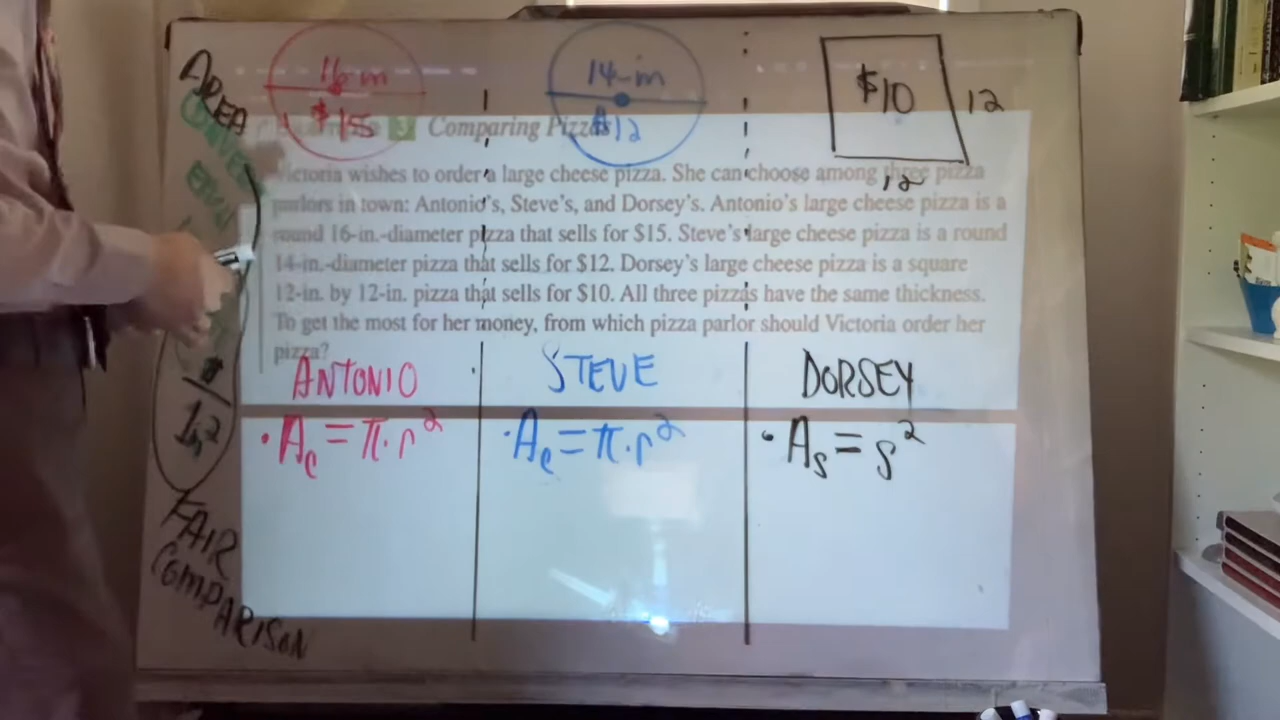 AREA
16-in
$15
14-in
$12
$10
12
12
Comparing Pizzas
Victoria wishes to order a large cheese pizza. She can choose among three pizza
parlors in town: Antonio's, Steve's, and Dorsey's. Antonio's large cheese pizza is a
round 16-in.-diameter pizza that sells for $15. Steve's large cheese pizza is a round
14-in.-diameter pizza that sells for $12. Dorsey's large cheese pizza is a square
12-in. by 12-in. pizza that sells for $10. All three pizzas have the same thickness.
To get the most for her money, from which pizza parlor should Victoria order her
pizza?
ANTONIO
STEVE
DORSEY
· Ac = π · r²
· Ac = π · r²
· As = s²
FAIR
COMPARISON